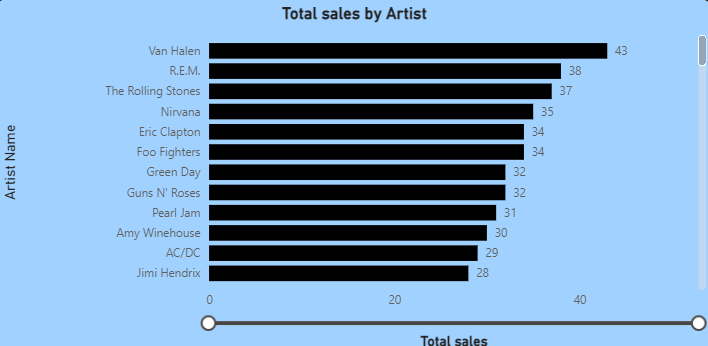 Total sales by Artist
Artist Name
Van Halen 43
R.E.M. 38
The Rolling Stones 37
Nirvana 35
Eric Clapton 34
Foo Fighters 34
Green Day 32
Guns N' Roses 32
Pearl Jam 31
Amy Winehouse 30
AC/DC 29
Jimi Hendrix 28
0 20 40
Total sales